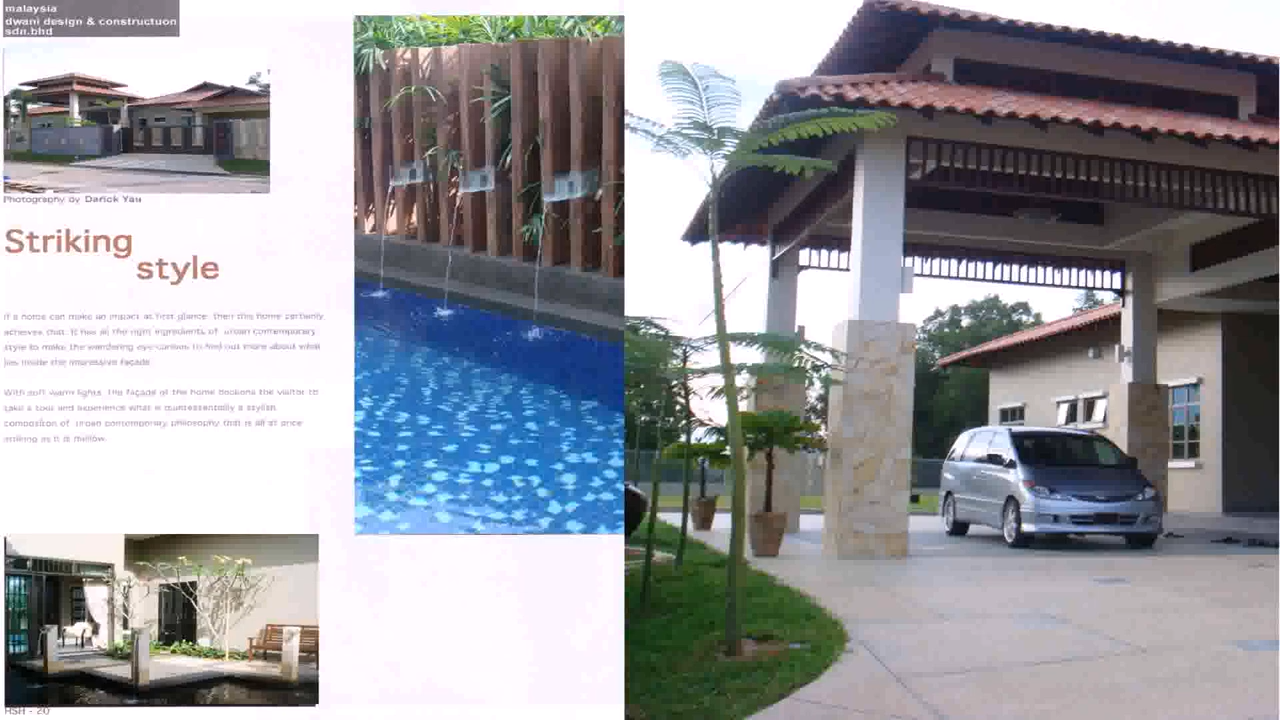 malaysia
dwani design & constructuon
sdn.bhd
Photography by Darick Yau
Striking
style
If a home can make an impact at first glance, then this home certainly
achieves that. It has all the right ingredients of urban contemporary
style to make the wandering eye curious to find out more about what
lies inside the impressive façade.
With soft warm lights, the façade of the home beckons the visitor to
take a tour and experience what is quintessentially a stylish
composition of urban contemporary philosophy that is all at once
striking as it is mellow.
HSH - 20